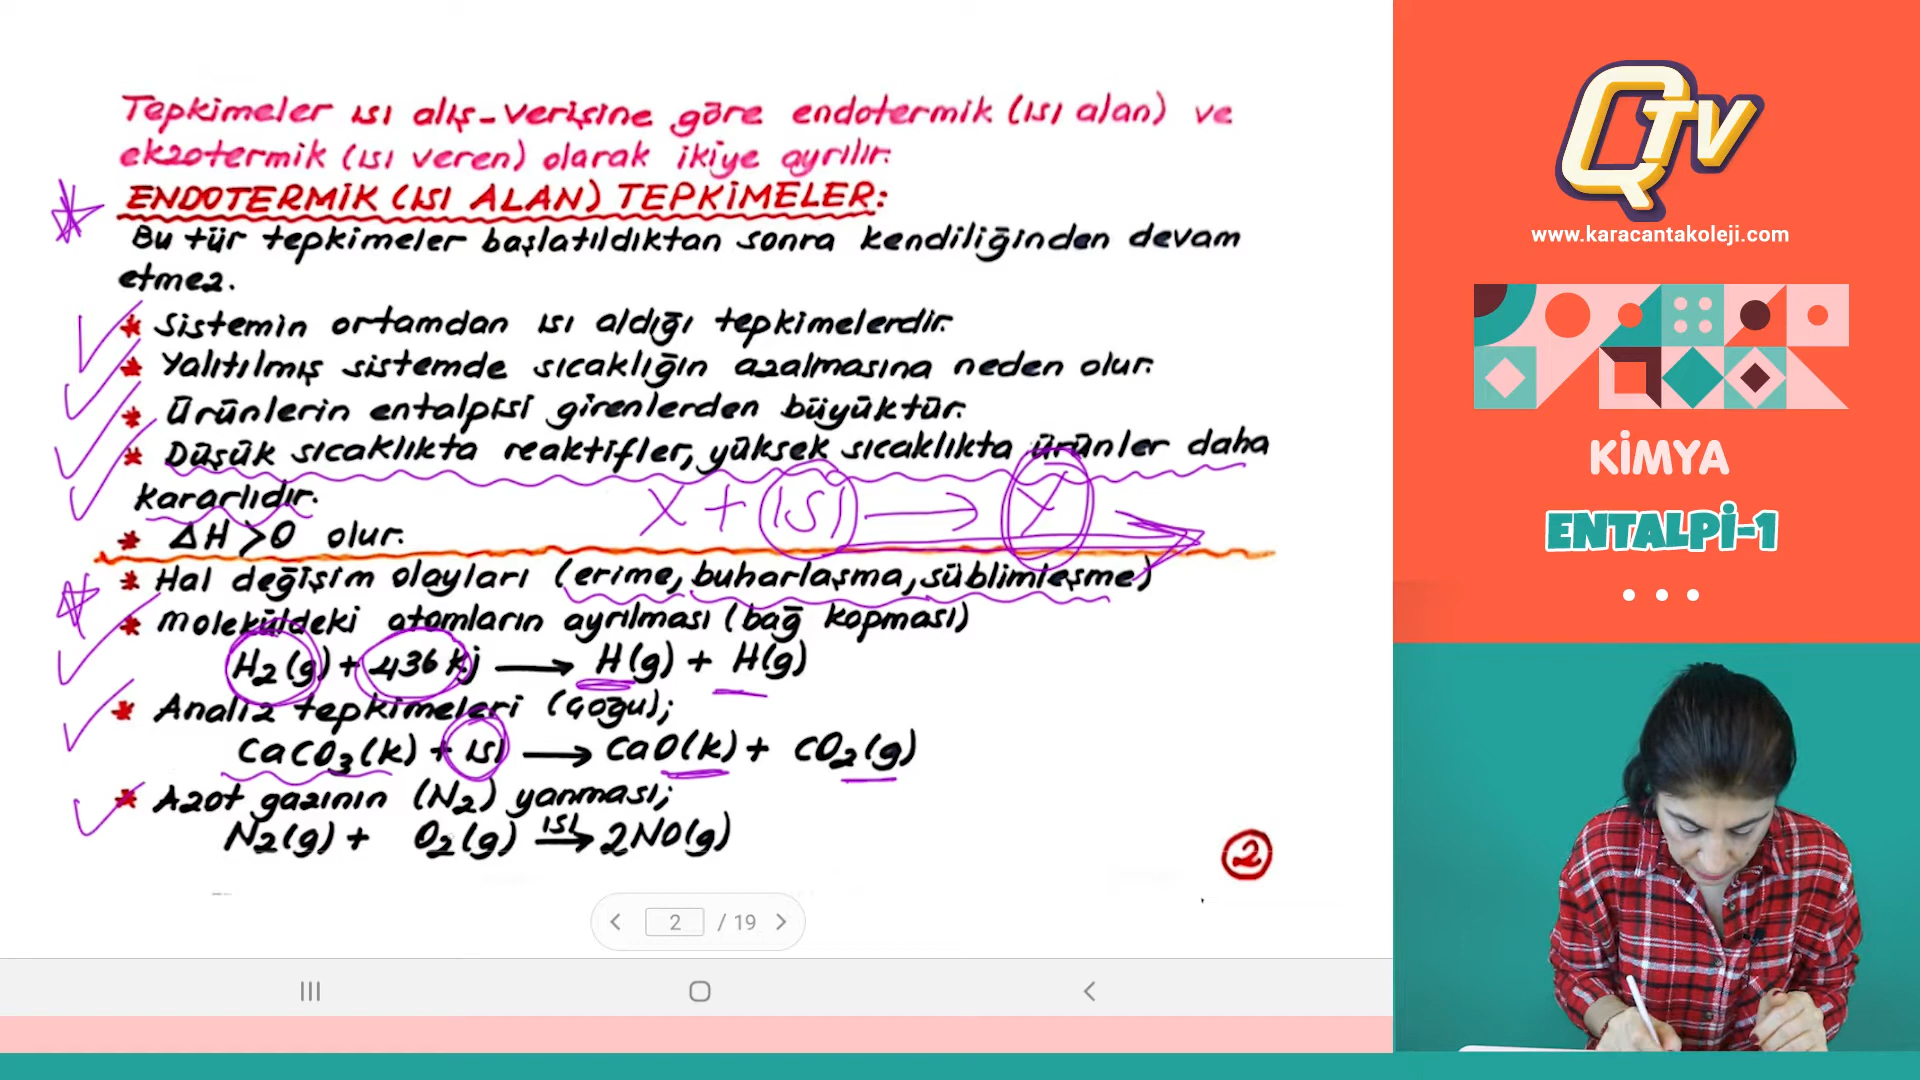 Tepkimeler ısı alış-verişine göre endotermik (ısı alan) ve
ekzotermik (ısı veren) olarak ikiye ayrılır.
ENDOTERMİK (ISI ALAN) TEPKİMELER:
Bu tür tepkimeler başlatıldıktan sonra kendiliğinden devam
etmez.
* Sistemin ortamdan ısı aldığı tepkimelerdir.
* Yalıtılmış sistemde sıcaklığın azalmasına neden olur.
* Ürünlerin entalpisi girenlerden büyüktür.
* Düşük sıcaklıkta reaktifler, yüksek sıcaklıkta ürünler daha
kararlıdır.
X + ISI → Y
* ΔH > 0 olur.
* Hal değişim olayları (erime, buharlaşma, süblimleşme)
* Moleküldeki atomların ayrılması (bağ kopması)
H₂(g) + 436 kj → H(g) + H(g)
* Analiz tepkimeleri (çoğu);
CaCO₃(k) + ısı → CaO(k) + CO₂(g)
* Azot gazının (N₂) yanması;
N₂(g) + O₂(g) ısı→ 2NO(g)
2
2 / 19
QTV
www.karacantakoleji.com
KİMYA
ENTALPİ-1